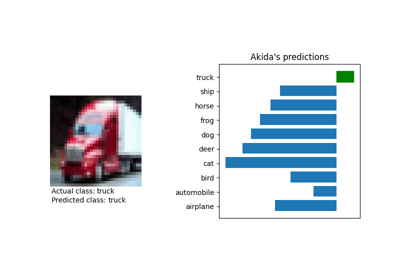 Akida's predictions
truck
ship
horse
frog
dog
deer
cat
bird
automobile
airplane
Actual class: truck
Predicted class: truck